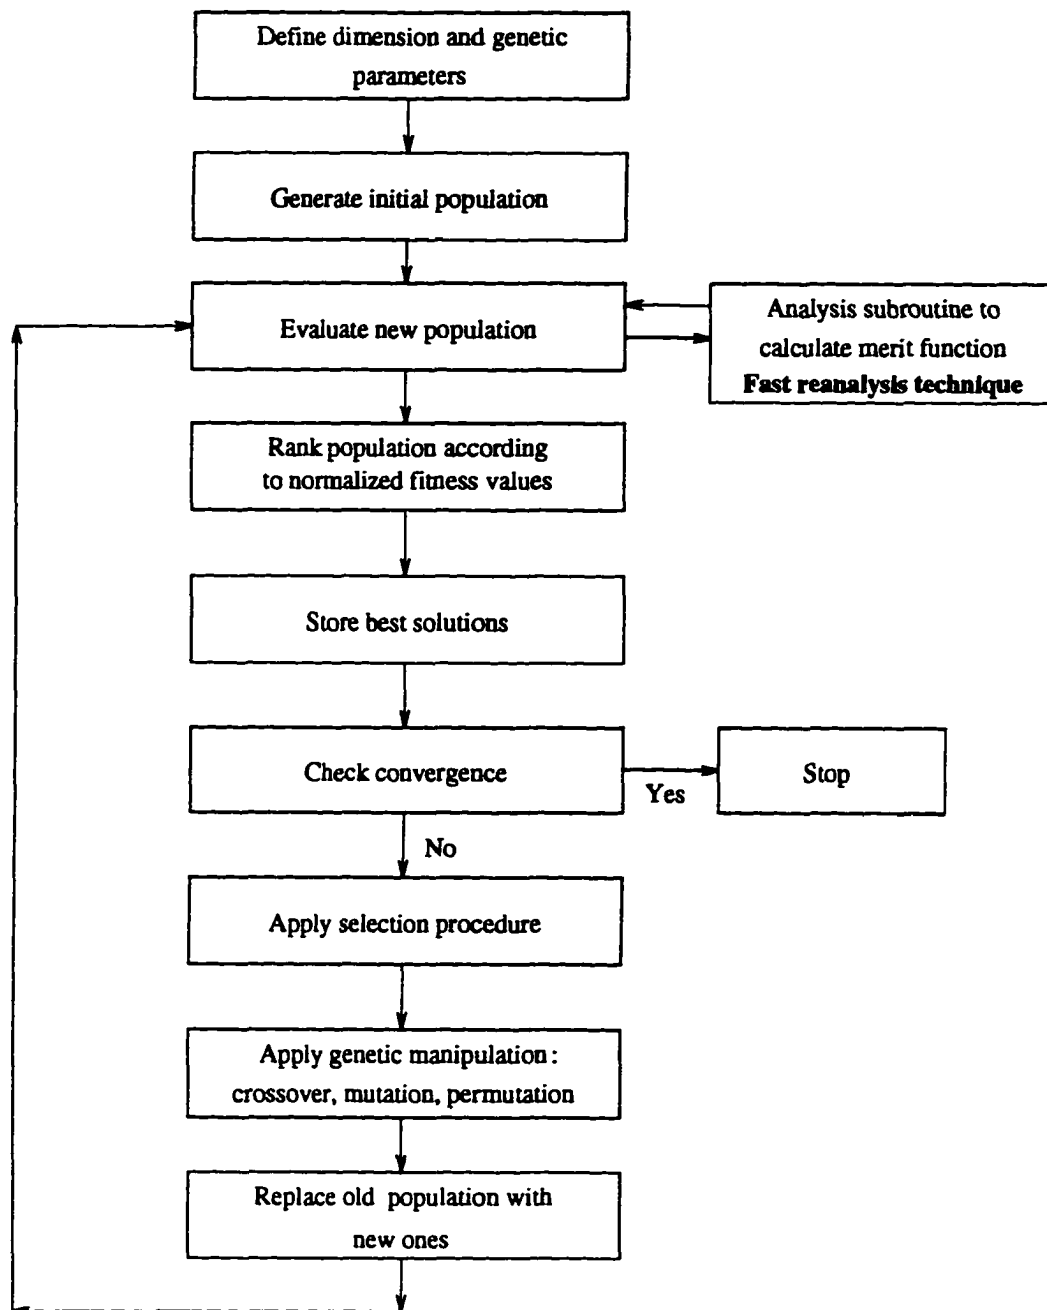 Define dimension and genetic
parameters
Generate initial population
Evaluate new population
Analysis subroutine to
calculate merit function
Fast reanalysis technique
Rank population according
to normalized fitness values
Store best solutions
Check convergence
Yes
Stop
No
Apply selection procedure
Apply genetic manipulation :
crossover, mutation, permutation
Replace old population with
new ones